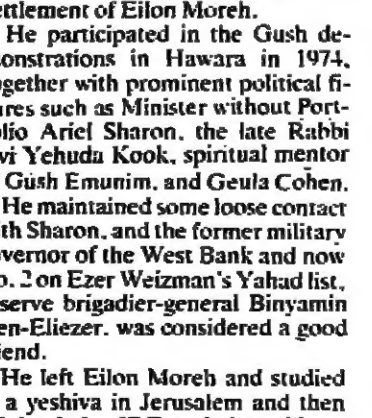 ettlement of Eilon Moreh.
He participated in the Gush de-
onstrations in Hawara in 1974,
ogether with prominent political fi-
ures such as Minister without Port-
olio Ariel Sharon, the late Rabbi
vi Yehuda Kook, spiritual mentor
Gush Emunim, and Geula Cohen.
He maintained some loose contact
ith Sharon, and the former military
overnor of the West Bank and now
o. 2 on Ezer Weizman's Yahad list,
serve brigadier-general Binyamin
en-Eliezer, was considered a good
iend.
He left Eilon Moreh and studied
a yeshiva in Jerusalem and then